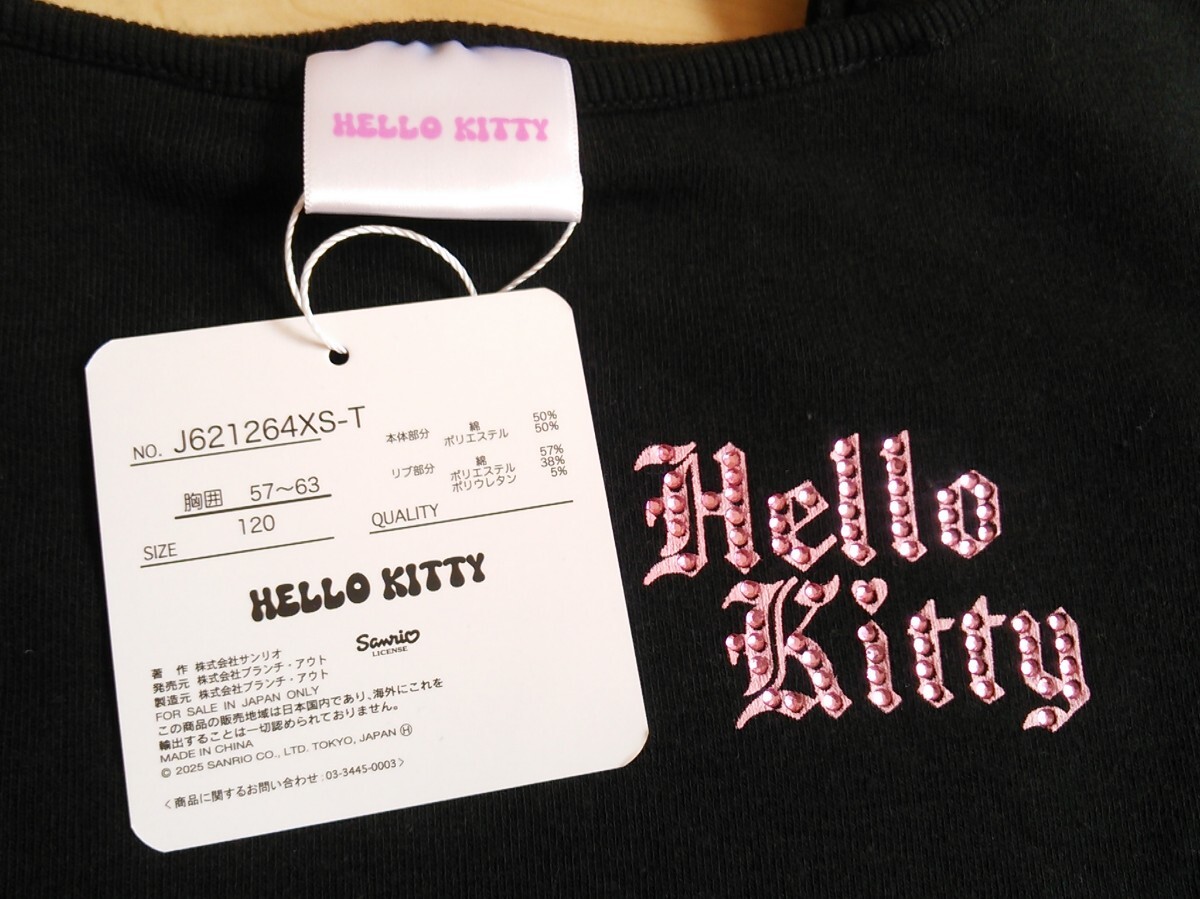 HELLO KITTY
NO. J621264XS-T
胸囲 57〜63
SIZE 120
本体部分 綿 50%
ポリエステル 50%
リブ部分 綿 57%
ポリエステル 38%
ポリウレタン 5%
QUALITY
HELLO KITTY
Sanrio
LICENSE
著 作 株式会社サンリオ
発売元 株式会社ブランチ・アウト
製造元 株式会社ブランチ・アウト
FOR SALE IN JAPAN ONLY
この商品の販売地域は日本国内であり、海外にこれを
輸出することは一切認められておりません。
MADE IN CHINA
© 2025 SANRIO CO., LTD. TOKYO, JAPAN Ⓗ
〈商品に関するお問い合わせ:03-3445-0003〉
Hello
Kitty